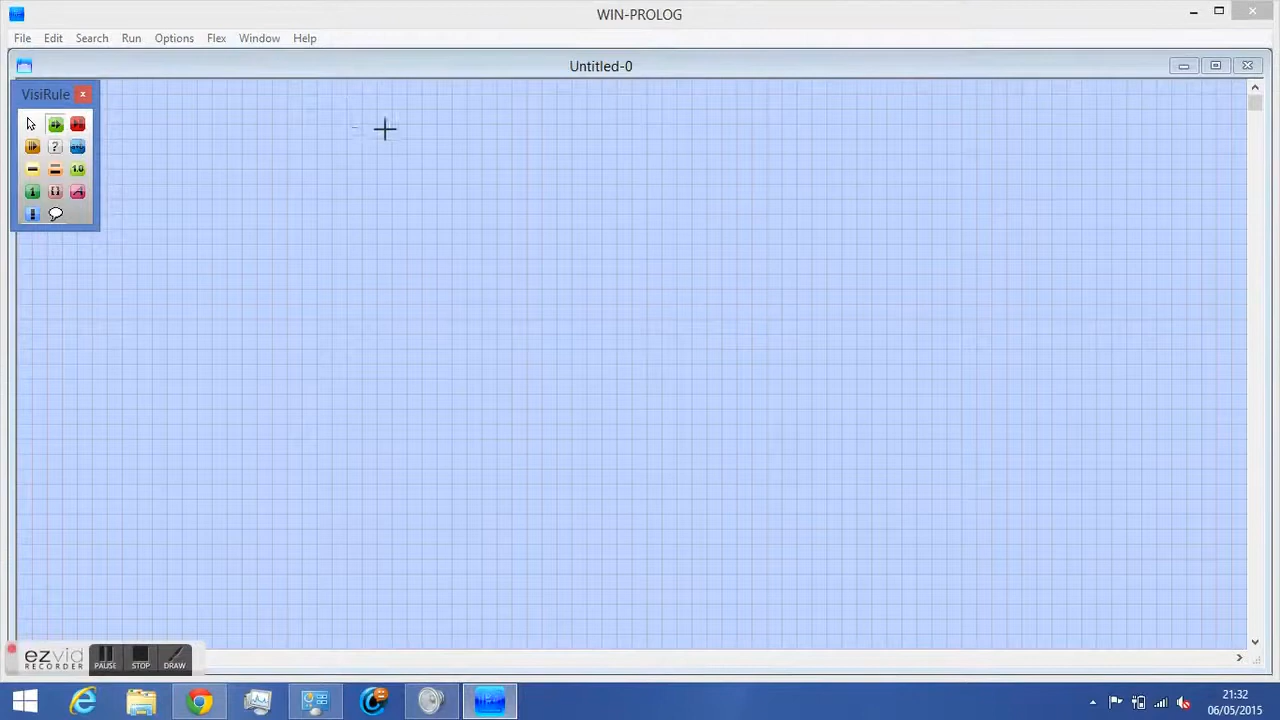 WIN-PROLOG
File Edit Search Run Options Flex Window Help
Untitled-0
VisiRule x
?
1.0
ezvid
RECORDER
PAUSE STOP DRAW
21:32
06/05/2015